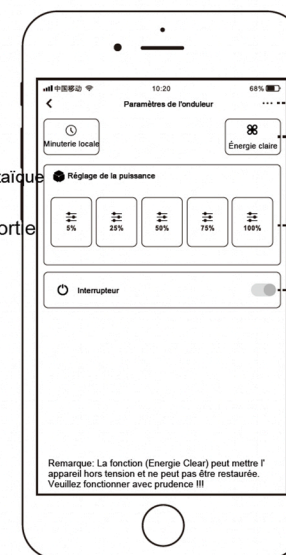 中国移动 10:20 68%
Paramètres de l'onduleur
Minuterie locale
Énergie claire
taïque
Réglage de la puissance
ortie
5% 25% 50% 75% 100%
Interrupteur
Remarque: La fonction (Energie Clear) peut mettre l'
appareil hors tension et ne peut pas être restaurée.
Veuillez fonctionner avec prudence !!!